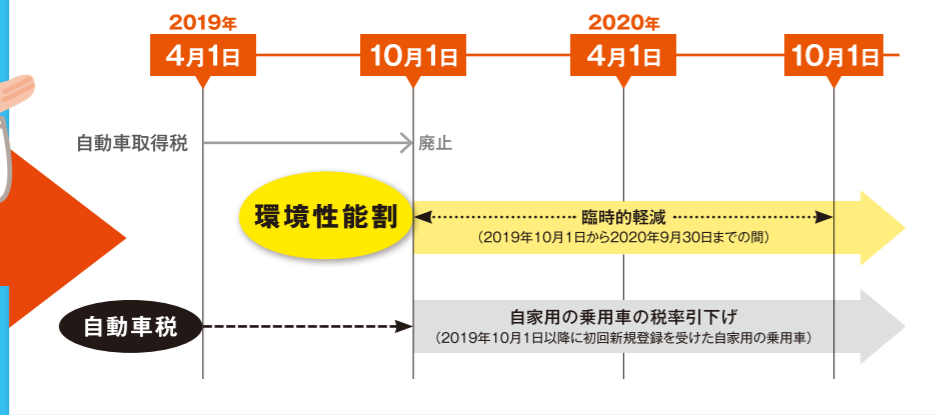 2019年
2020年
4月1日
10月1日
4月1日
10月1日
自動車取得税
廃止
環境性能割
臨時的軽減
(2019年10月1日から2020年9月30日までの間)
自動車税
自家用の乗用車の税率引下げ
(2019年10月1日以降に初回新規登録を受けた自家用の乗用車)